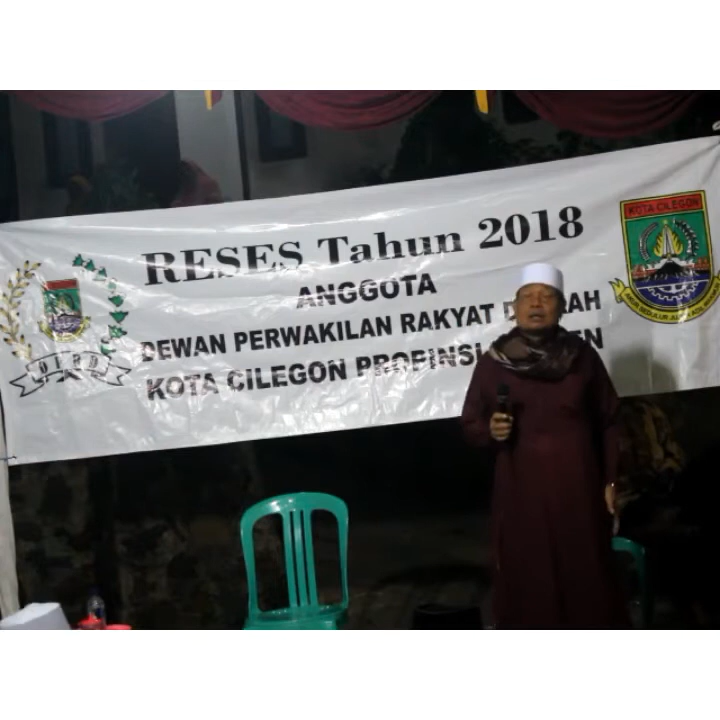 RESES Tahun 2018
ANGGOTA
DEWAN PERWAKILAN RAKYAT
KOTA CILEGON PROPINSI
DPRD
KOTA CILEGON